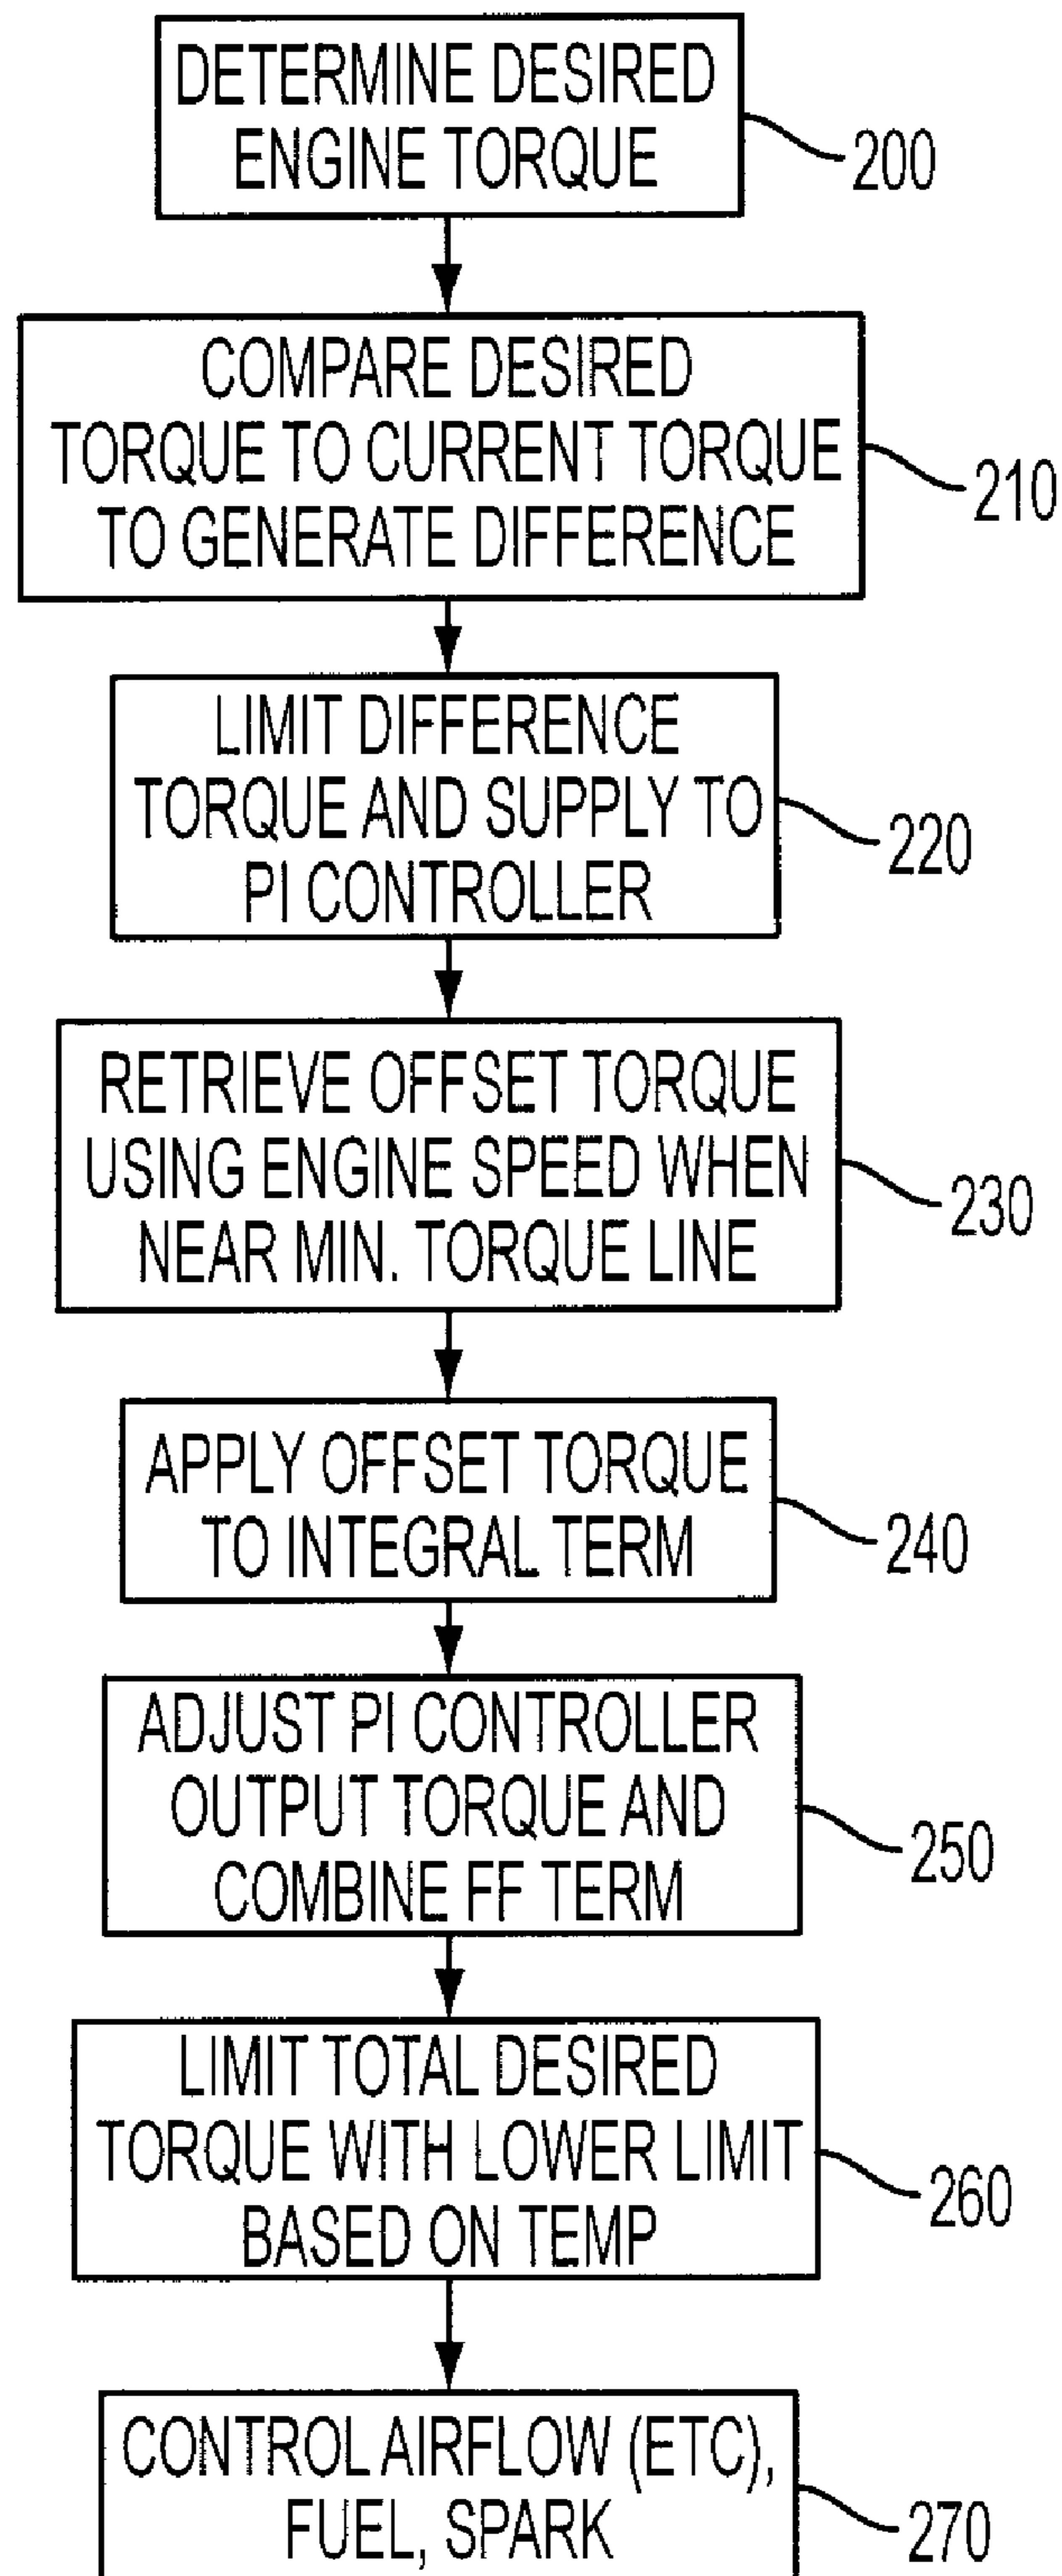 DETERMINE DESIRED
ENGINE TORQUE
200
COMPARE DESIRED
TORQUE TO CURRENT TORQUE
TO GENERATE DIFFERENCE
210
LIMIT DIFFERENCE
TORQUE AND SUPPLY TO
PI CONTROLLER
220
RETRIEVE OFFSET TORQUE
USING ENGINE SPEED WHEN
NEAR MIN. TORQUE LINE
230
APPLY OFFSET TORQUE
TO INTEGRAL TERM
240
ADJUST PI CONTROLLER
OUTPUT TORQUE AND
COMBINE FF TERM
250
LIMIT TOTAL DESIRED
TORQUE WITH LOWER LIMIT
BASED ON TEMP
260
CONTROL AIRFLOW (ETC),
FUEL, SPARK
270